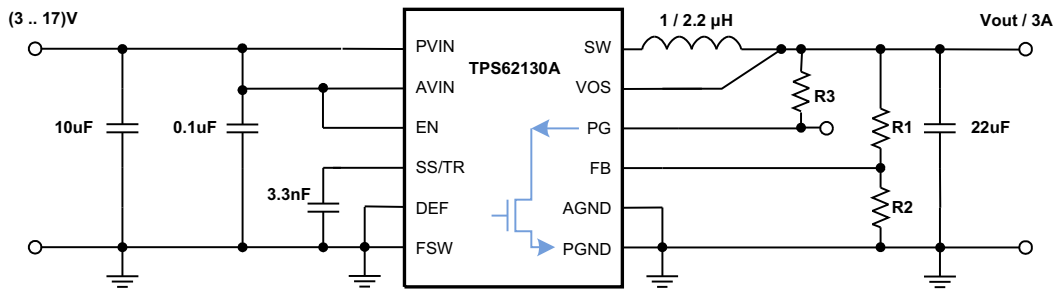 (3 .. 17)V
1 / 2.2 µH
Vout / 3A
TPS62130A
PVIN
SW
AVIN
VOS
R3
10uF
0.1uF
EN
PG
R1
22uF
SS/TR
FB
3.3nF
DEF
AGND
R2
FSW
PGND